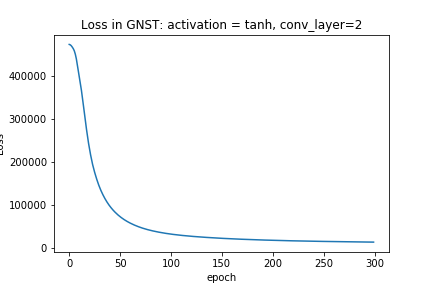 Loss in GNST: activation = tanh, conv_layer=2
400000
300000
200000
100000
0
Loss
0 50 100 150 200 250 300
epoch